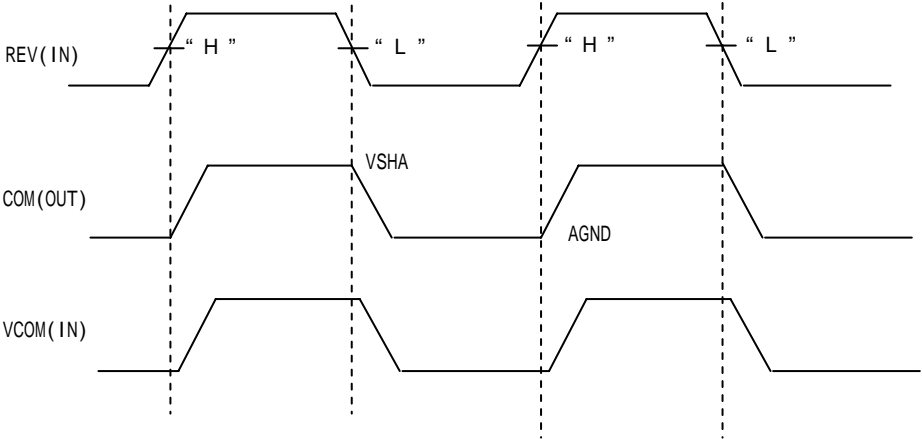 REV(IN) “ H ” “ L ” “ H ” “ L ”
VSHA
COM(OUT)
AGND
VCOM(IN)